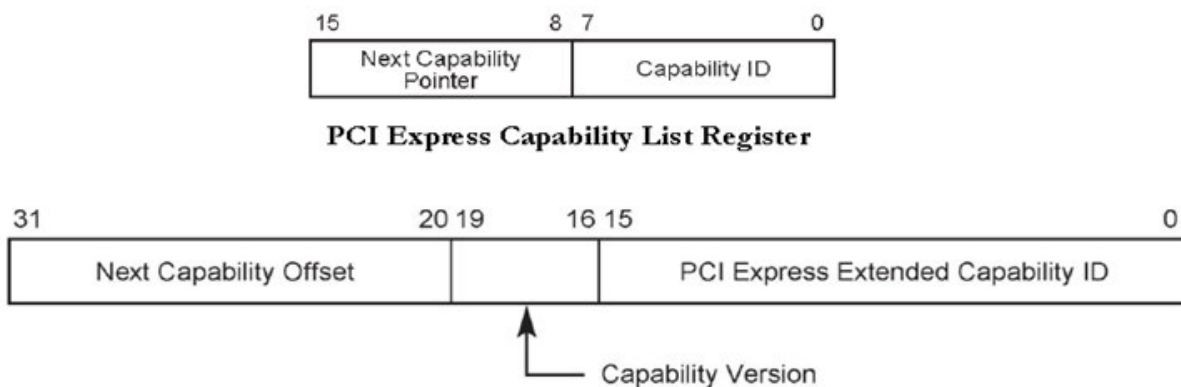 15 8 7 0
Next Capability Capability ID
Pointer
PCI Express Capability List Register
31 20 19 16 15 0
Next Capability Offset PCI Express Extended Capability ID
Capability Version